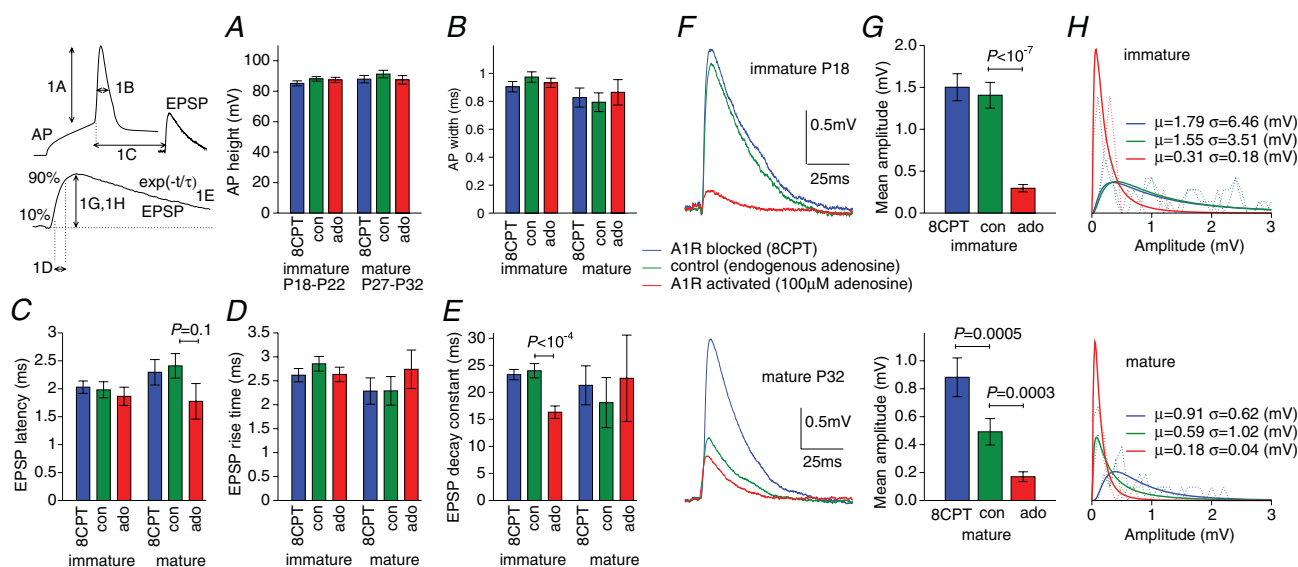 1A
1B
AP
EPSP
1C
90%
exp(-t/τ)
1E
1G,1H
EPSP
10%
1D
A
AP height (mV)
100
80
60
40
20
0
8CPT
con
ado
8CPT
con
ado
immature
mature
P18-P22
P27-P32
B
AP width (ms)
1
0.8
0.6
0.4
0.2
0
8CPT
con
ado
8CPT
con
ado
immature
mature
F
immature P18
0.5mV
25ms
A1R blocked (8CPT)
control (endogenous adenosine)
A1R activated (100µM adenosine)
mature P32
0.5mV
25ms
G
P<10-7
Mean amplitude (mV)
2.0
1.5
1.0
0.5
0.0
8CPT
con
ado
immature
H
immature
µ=1.79 σ=6.46 (mV)
µ=1.55 σ=3.51 (mV)
µ=0.31 σ=0.18 (mV)
0
1
2
3
Amplitude (mV)
C
P=0.1
EPSP latency (ms)
3
2.5
2
1.5
1
0.5
0
8CPT
con
ado
8CPT
con
ado
immature
mature
D
EPSP rise time (ms)
3.5
3
2.5
2
1.5
1
0.5
0
8CPT
con
ado
8CPT
con
ado
immature
mature
E
P<10-4
EPSP decay constant (ms)
30
25
20
15
10
5
0
8CPT
con
ado
8CPT
con
ado
immature
mature
P=0.0005
P=0.0003
Mean amplitude (mV)
1.0
0.8
0.6
0.4
0.2
0.0
8CPT
con
ado
mature
mature
µ=0.91 σ=0.62 (mV)
µ=0.59 σ=1.02 (mV)
µ=0.18 σ=0.04 (mV)
0
1
2
3
Amplitude (mV)